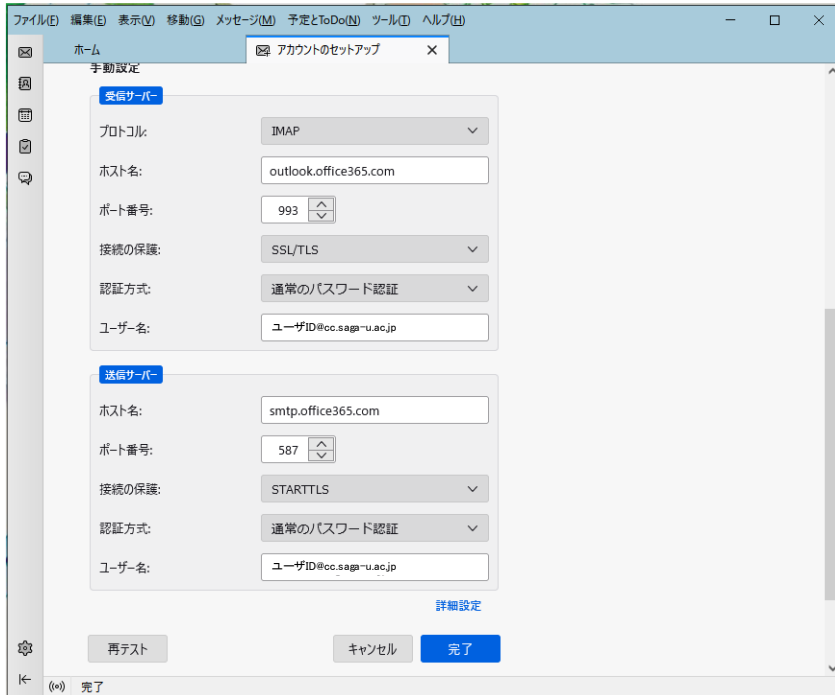 ファイル(F) 編集(E) 表示(V) 移動(G) メッセージ(M) 予定とToDo(N) ツール(T) ヘルプ(H)
ホーム アカウントのセットアップ
手動設定
受信サーバー
プロトコル: IMAP
ホスト名: outlook.office365.com
ポート番号: 993
接続の保護: SSL/TLS
認証方式: 通常のパスワード認証
ユーザー名: ユーザID@cc.saga-u.ac.jp
送信サーバー
ホスト名: smtp.office365.com
ポート番号: 587
接続の保護: STARTTLS
認証方式: 通常のパスワード認証
ユーザー名: ユーザID@cc.saga-u.ac.jp
詳細設定
再テスト キャンセル 完了
完了